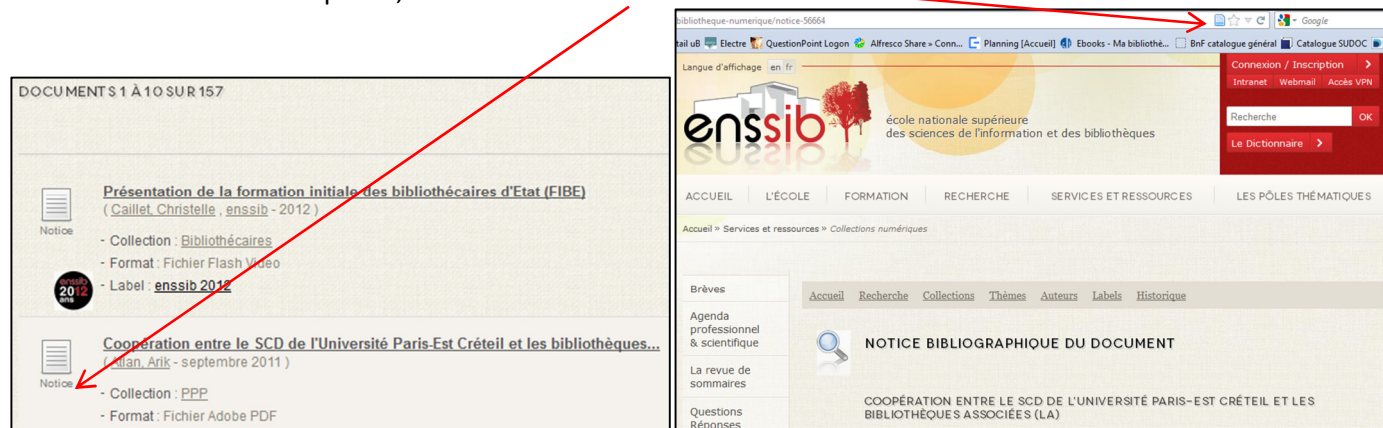 DOCUMENTS 1 À 10 SUR 157
Notice
Présentation de la formation initiale des bibliothécaires d'Etat (FIBE)
( Caillet, Christelle , enssib - 2012 )
- Collection : Bibliothécaires
- Format : Fichier Flash Video
enssib
2012
ans
- Label : enssib 2012
Notice
Coopération entre le SCD de l'Université Paris-Est Créteil et les bibliothèques...
( Allan, Arik - septembre 2011 )
- Collection : PPP
- Format : Fichier Adobe PDF
bibliotheque-numerique/notice-56664
Google
tail uB Electre QuestionPoint Logon Alfresco Share » Conn... Planning [Accueil] Ebooks - Ma bibliothè... BnF catalogue général Catalogue SUDOC
Langue d'affichage en fr
Connexion / Inscription >
Intranet Webmail Accès VPN
enssib
école nationale supérieure
des sciences de l'information et des bibliothèques
Recherche OK
Le Dictionnaire >
ACCUEIL L'ÉCOLE FORMATION RECHERCHE SERVICES ET RESSOURCES LES PÔLES THÉMATIQUES
Accueil » Services et ressources » Collections numériques
Brèves
Agenda
professionnel
& scientifique
La revue de
sommaires
Questions
Réponses
Accueil Recherche Collections Thèmes Auteurs Labels Historique
NOTICE BIBLIOGRAPHIQUE DU DOCUMENT
COOPÉRATION ENTRE LE SCD DE L'UNIVERSITÉ PARIS-EST CRÉTEIL ET LES
BIBLIOTHÈQUES ASSOCIÉES (LA)